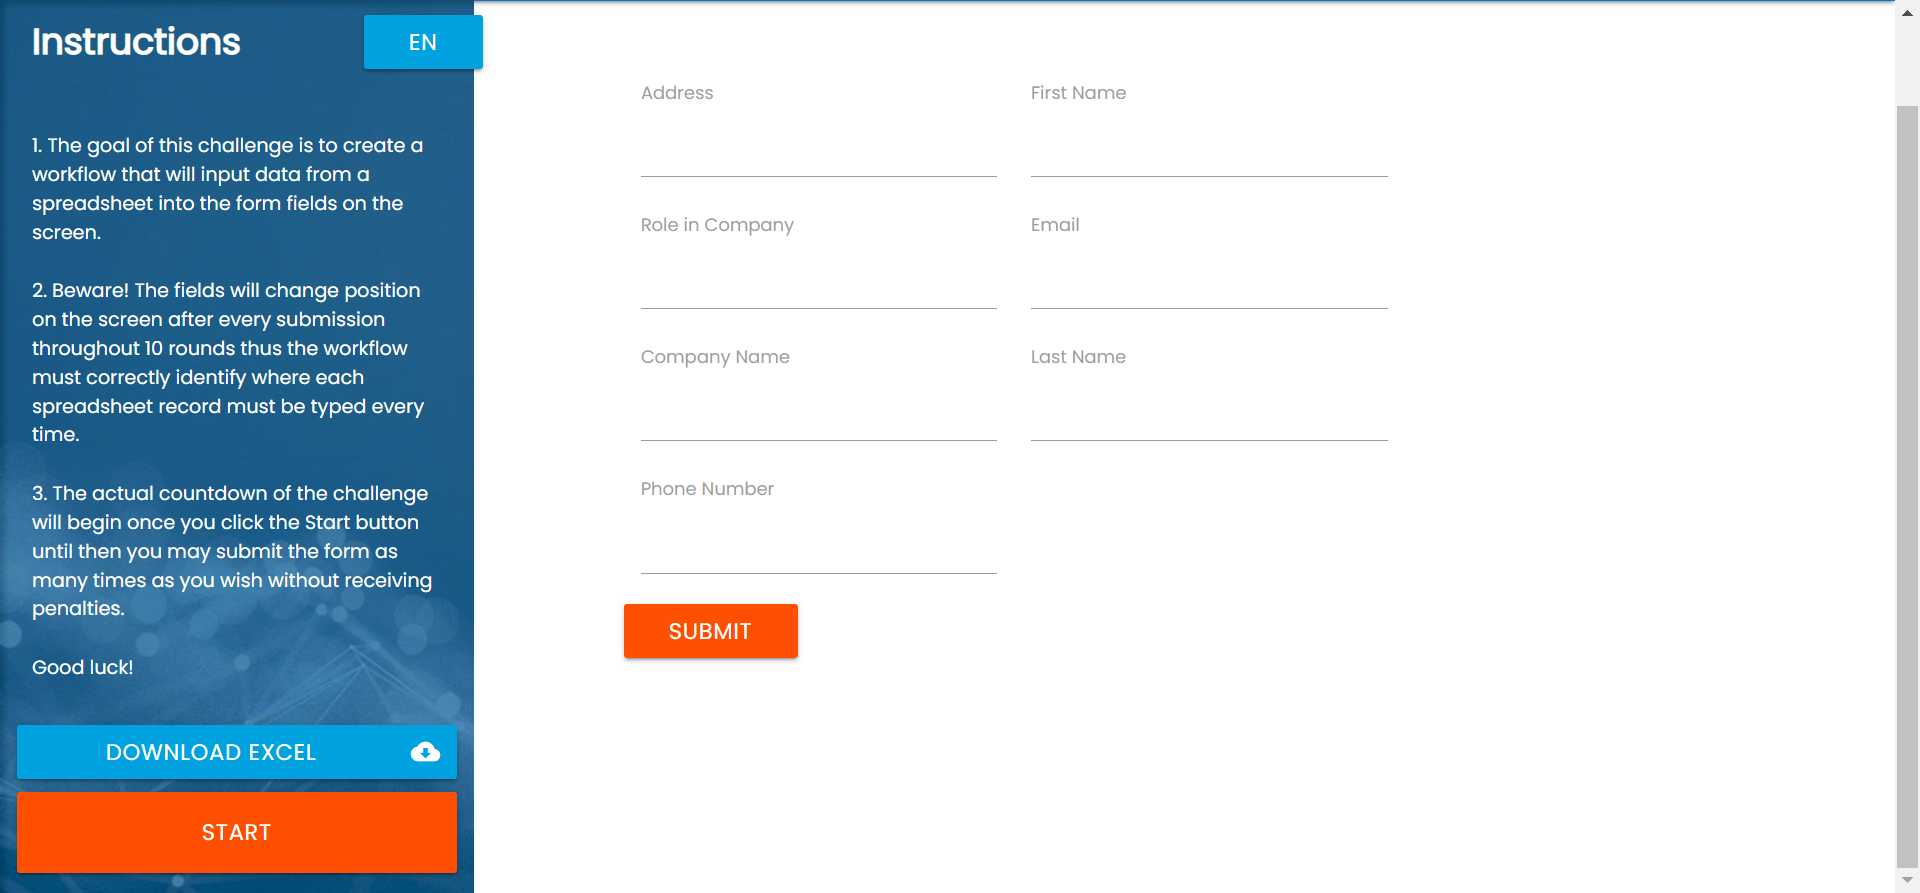 Instructions
EN
1. The goal of this challenge is to create a
workflow that will input data from a
spreadsheet into the form fields on the
screen.
2. Beware! The fields will change position
on the screen after every submission
throughout 10 rounds thus the workflow
must correctly identify where each
spreadsheet record must be typed every
time.
3. The actual countdown of the challenge
will begin once you click the Start button
until then you may submit the form as
many times as you wish without receiving
penalties.
Good luck!
DOWNLOAD EXCEL
START
Address
First Name
Role in Company
Email
Company Name
Last Name
Phone Number
SUBMIT